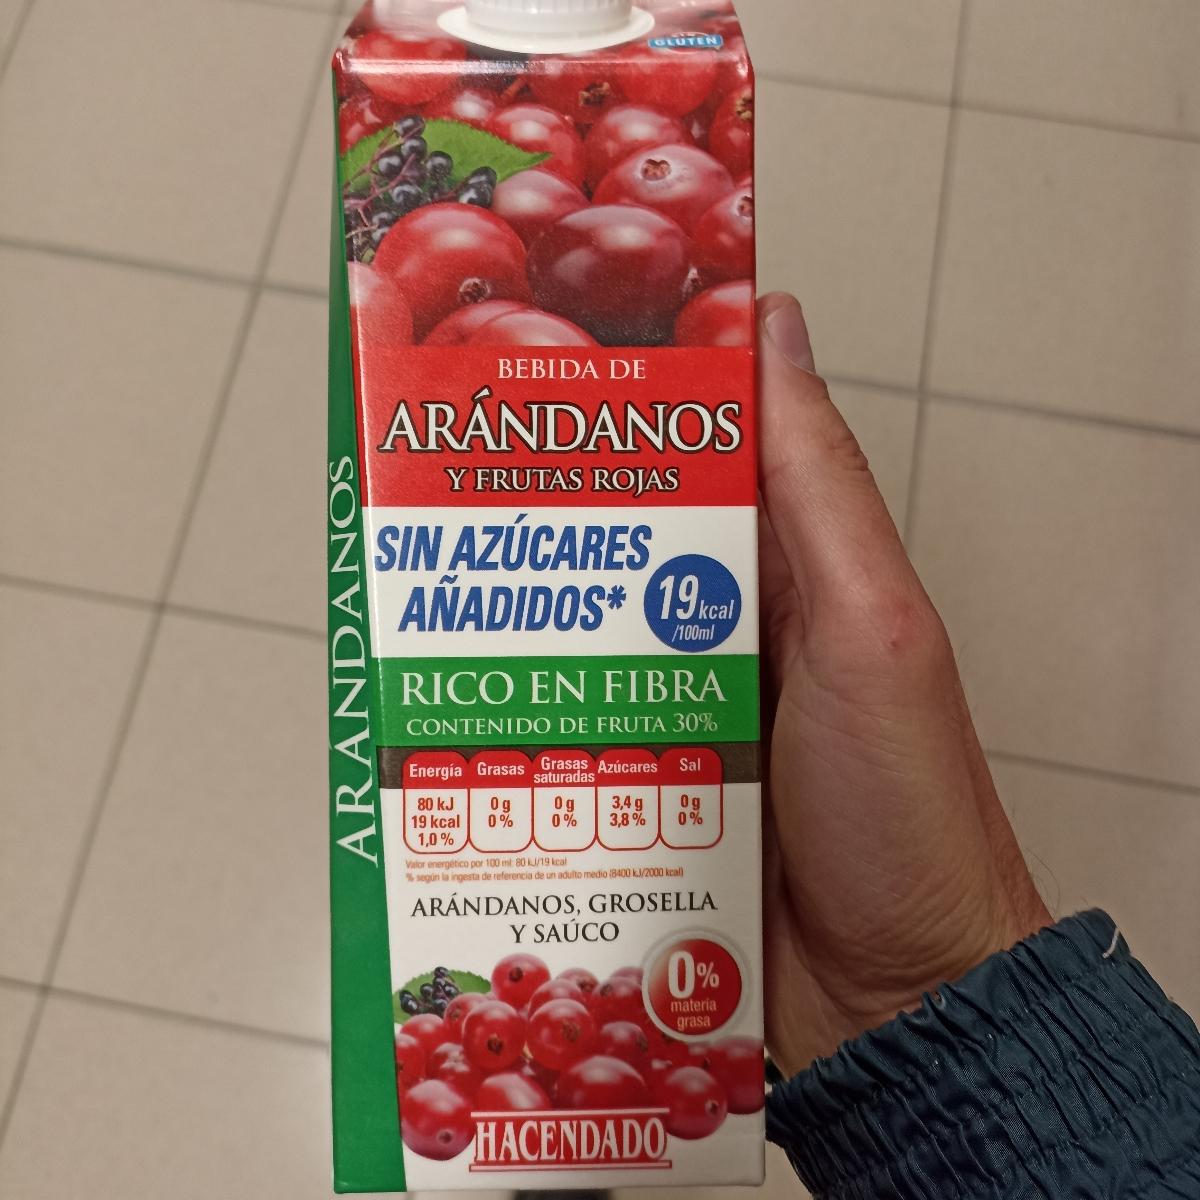 GLUTEN
BEBIDA DE
ARÁNDANOS
Y FRUTAS ROJAS
SIN AZÚCARES
AÑADIDOS*
19 kcal
/100ml
RICO EN FIBRA
CONTENIDO DE FRUTA 30%
Energía Grasas Grasas saturadas Azúcares Sal
80 kJ 0 g 0 g 3,4 g 0 g
19 kcal 0 % 0 % 3,8 % 0 %
1,0 %
Valor energético por 100 ml: 80 kJ/19 kcal
% según la ingesta de referencia de un adulto medio (8400 kJ/2000 kcal)
ARÁNDANOS, GROSELLA
Y SAÚCO
0%
materia
grasa
HACENDADO
ARÁNDANOS